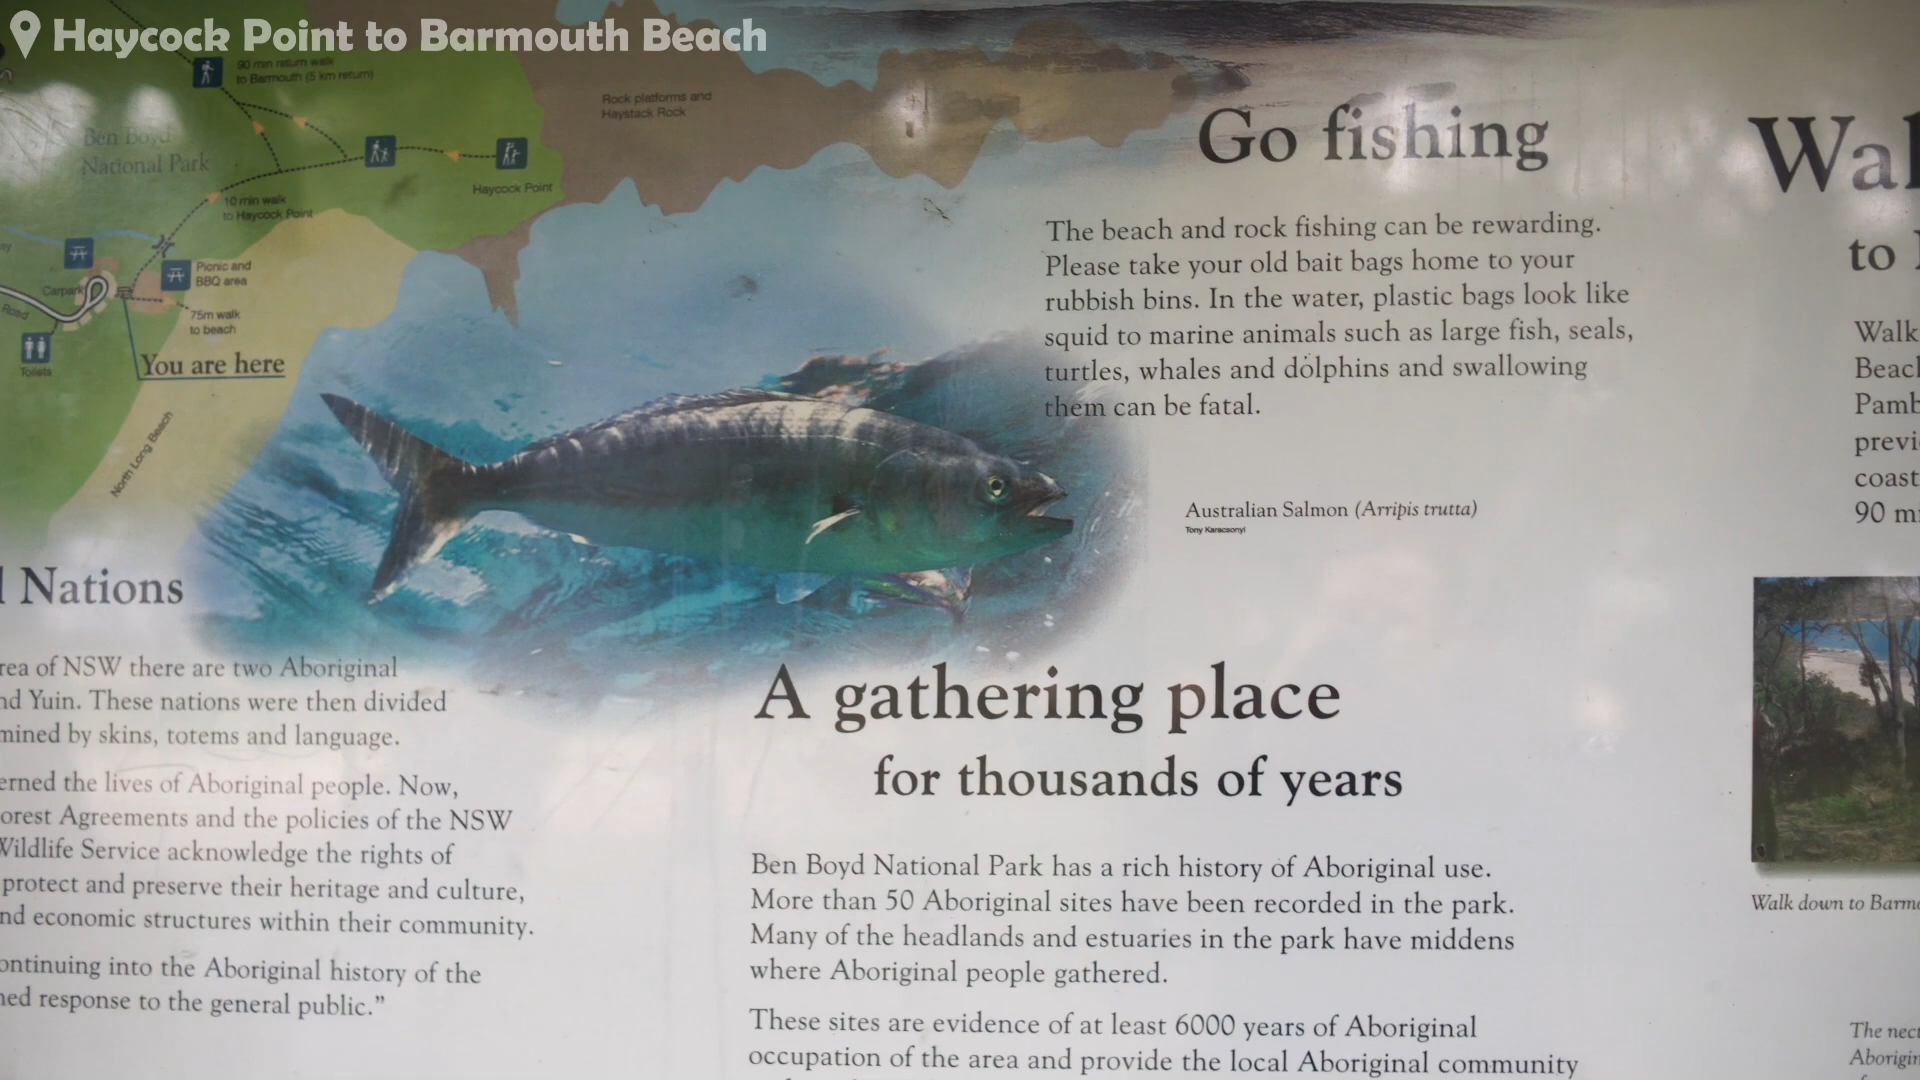 Haycock Point to Barmouth Beach
90 min return walk
to Barmouth (5 km return)
Rock platforms and
Haystack Rock
Ben Boyd
National Park
Haycock Point
10 min walk
to Haycock Point
Picnic and
BBQ area
Carpark
Road
75m walk
to beach
Toilets
You are here
North Long Beach
Go fishing
The beach and rock fishing can be rewarding.
Please take your old bait bags home to your
rubbish bins. In the water, plastic bags look like
squid to marine animals such as large fish, seals,
turtles, whales and dolphins and swallowing
them can be fatal.
Australian Salmon (Arripis trutta)
Tony Karacsonyi
Nations
rea of NSW there are two Aboriginal
nd Yuin. These nations were then divided
mined by skins, totems and language.
erned the lives of Aboriginal people. Now,
orest Agreements and the policies of the NSW
Wildlife Service acknowledge the rights of
protect and preserve their heritage and culture,
nd economic structures within their community.
ontinuing into the Aboriginal history of the
ned response to the general public.”
A gathering place
for thousands of years
Ben Boyd National Park has a rich history of Aboriginal use.
More than 50 Aboriginal sites have been recorded in the park.
Many of the headlands and estuaries in the park have middens
where Aboriginal people gathered.
These sites are evidence of at least 6000 years of Aboriginal
occupation of the area and provide the local Aboriginal community
Wal
to
Walk
Beach
Pamb
previ
coast
90 m
Walk down to Barmo
The nect
Aborigin